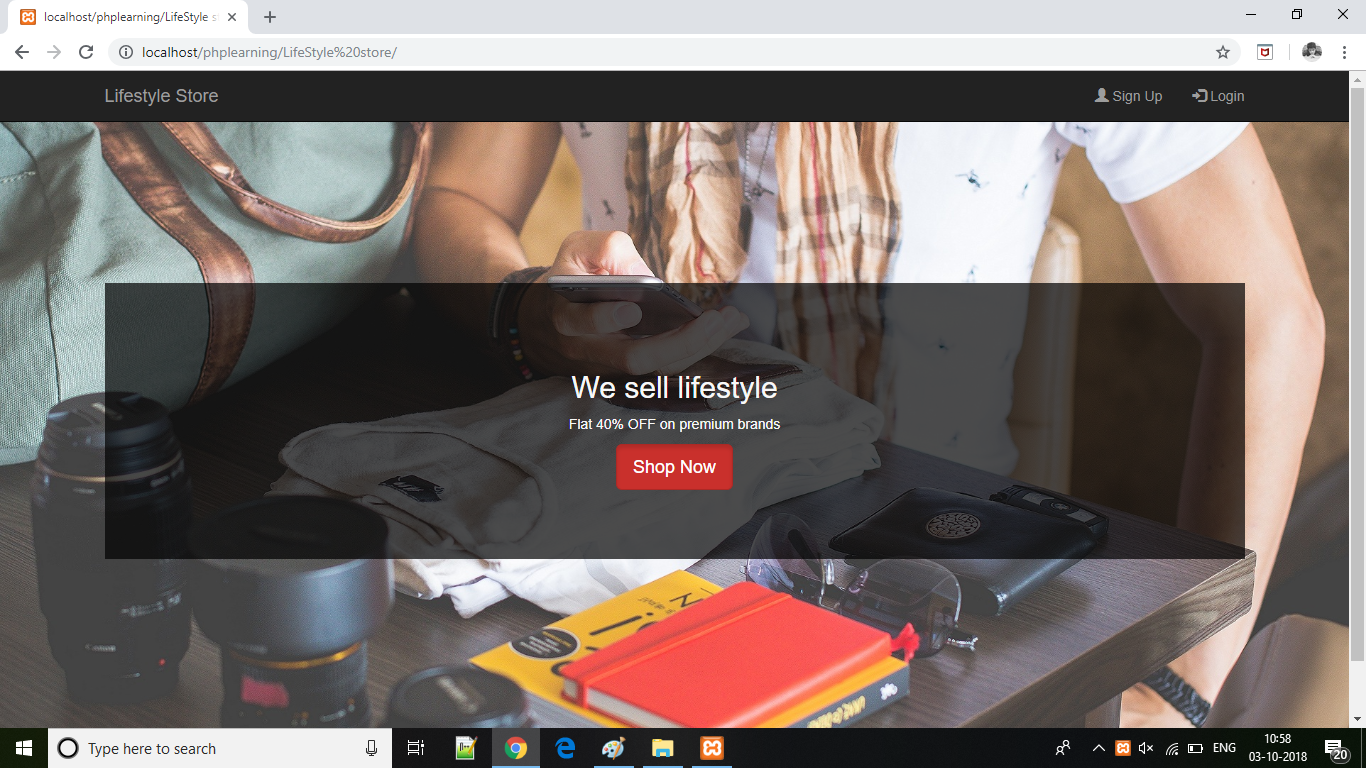 localhost/phplearning/LifeStyle s
localhost/phplearning/LifeStyle%20store/
Lifestyle Store
Sign Up
Login
We sell lifestyle
Flat 40% OFF on premium brands
Shop Now
Canon
Type here to search
ENG
10:58
03-10-2018
20